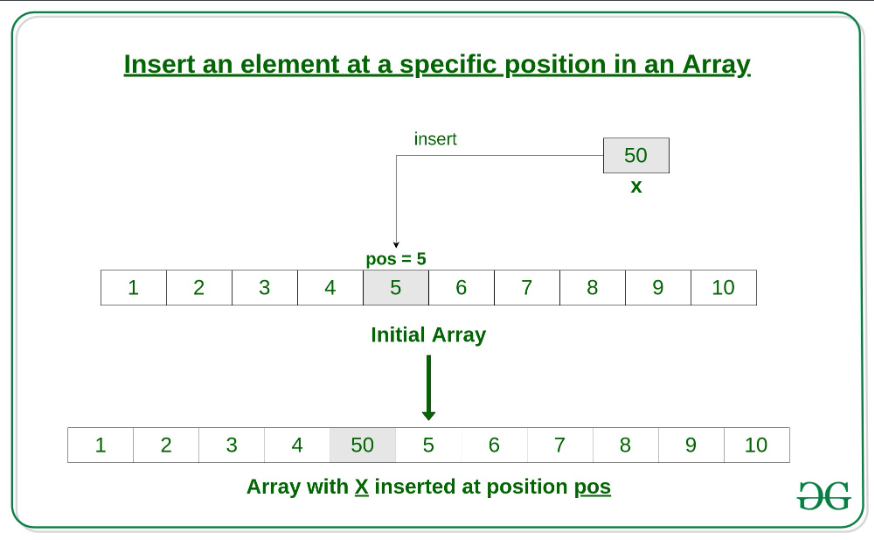 Insert an element at a specific position in an Array
insert
50
x
pos = 5
1 2 3 4 5 6 7 8 9 10
Initial Array
1 2 3 4 50 5 6 7 8 9 10
Array with X inserted at position pos